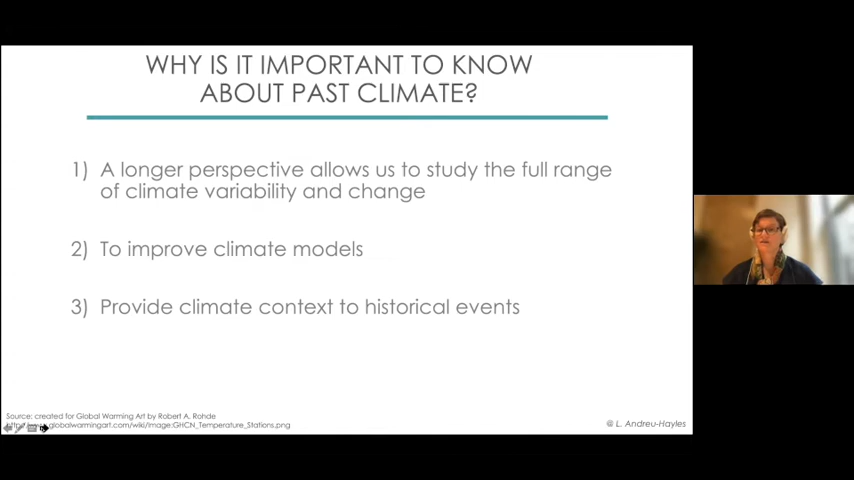 WHY IS IT IMPORTANT TO KNOW
ABOUT PAST CLIMATE?
1) A longer perspective allows us to study the full range
of climate variability and change
2) To improve climate models
3) Provide climate context to historical events
Source: created for Global Warming Art by Robert A. Rohde
globalwarmingart.com/wiki/Image:GHCN_Temperature_Stations.png
@ L. Andreu-Hayles